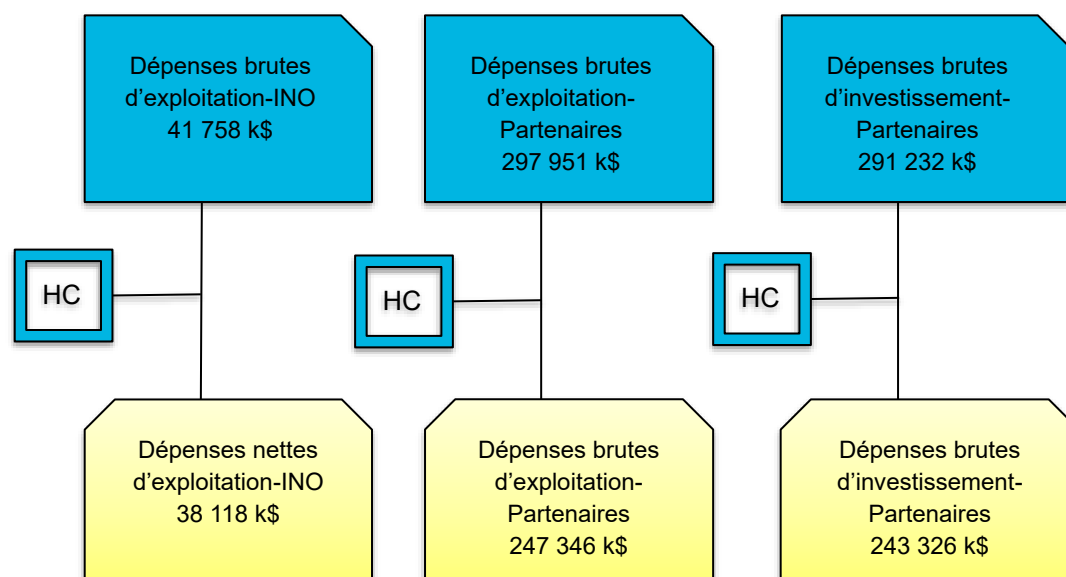 Dépenses brutes
d’exploitation-INO
41 758 k$
Dépenses brutes
d’exploitation-
Partenaires
297 951 k$
Dépenses brutes
d’investissement-
Partenaires
291 232 k$
HC
HC
HC
Dépenses nettes
d’exploitation-INO
38 118 k$
Dépenses brutes
d’exploitation-
Partenaires
247 346 k$
Dépenses brutes
d’investissement-
Partenaires
243 326 k$